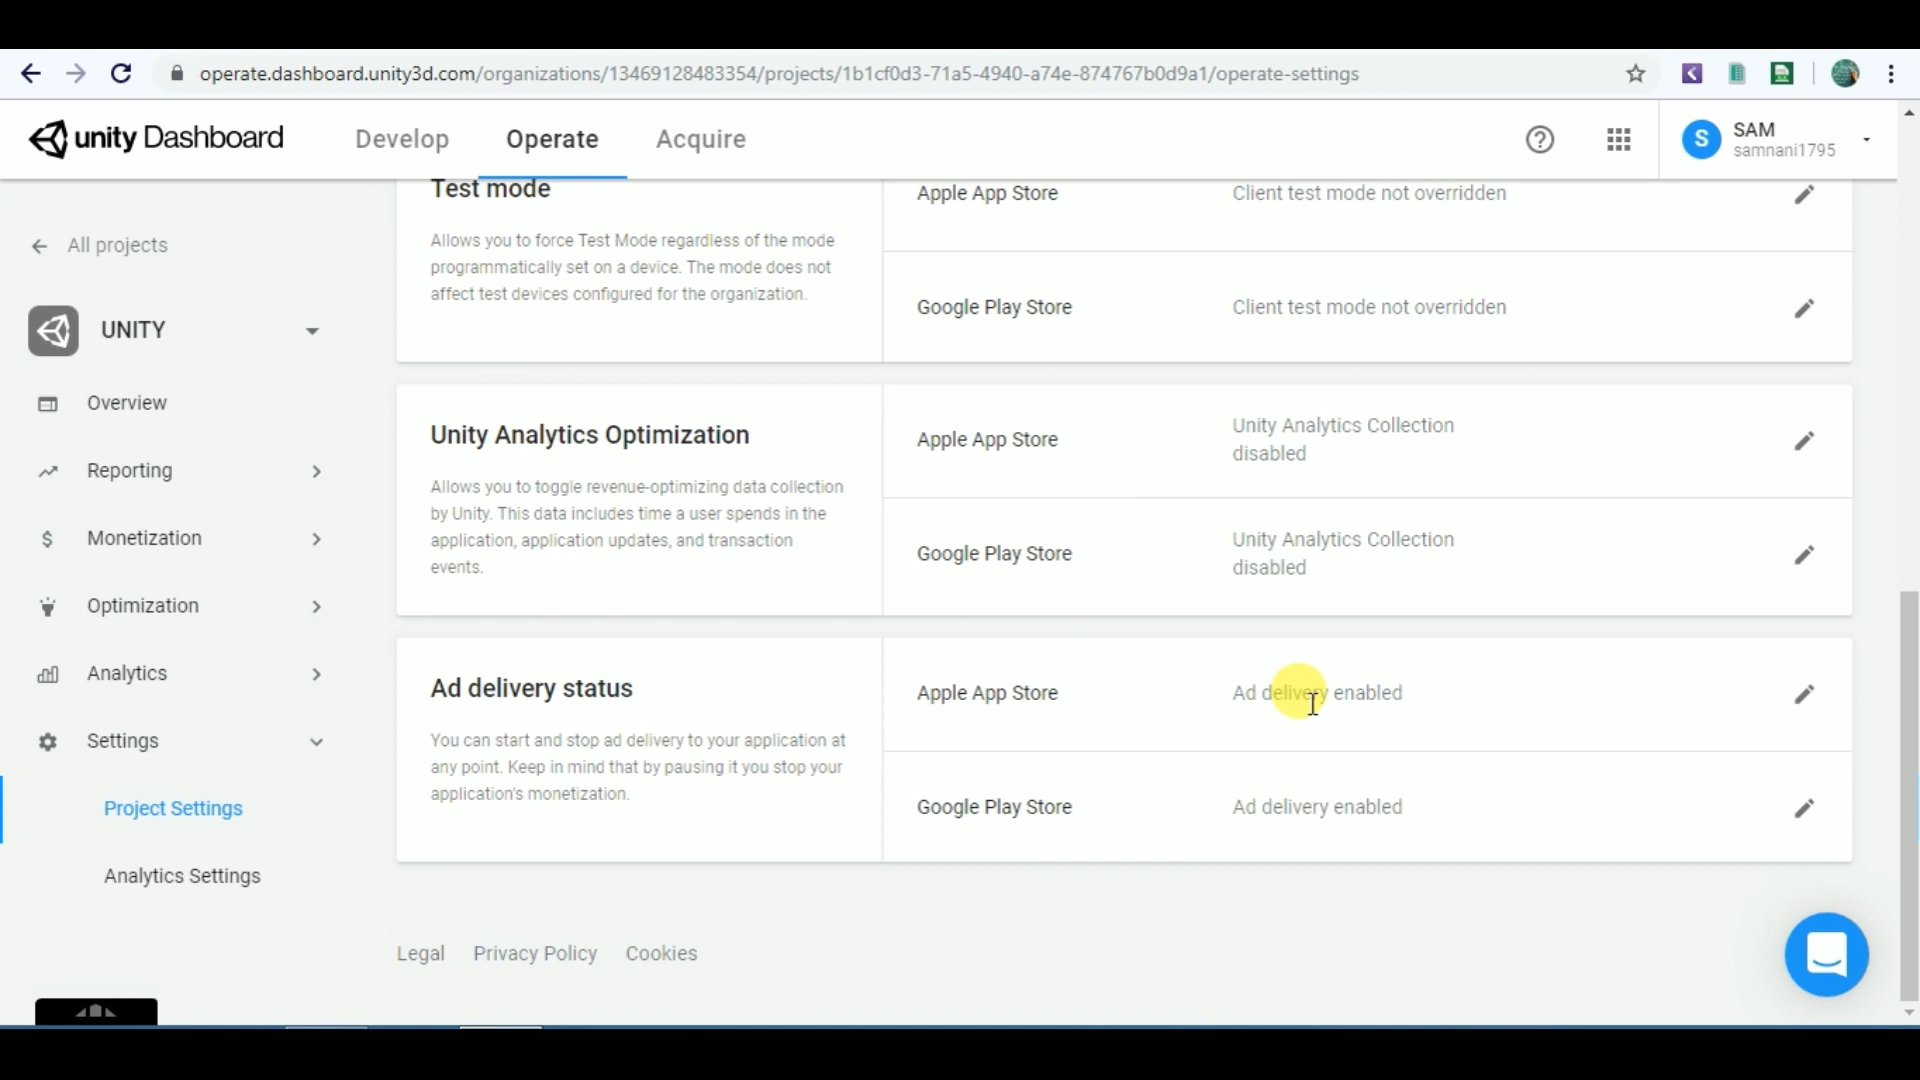 operate.dashboard.unity3d.com/organizations/13469128483354/projects/1b1cf0d3-71a5-4940-a74e-874767b0d9a1/operate-settings
unity Dashboard
Develop
Operate
Acquire
S
SAM
samnani1795
All projects
UNITY
Overview
Reporting
Monetization
Optimization
Analytics
Settings
Project Settings
Analytics Settings
Test mode
Allows you to force Test Mode regardless of the mode
programmatically set on a device. The mode does not
affect test devices configured for the organization.
Apple App Store
Client test mode not overridden
Google Play Store
Client test mode not overridden
Unity Analytics Optimization
Allows you to toggle revenue-optimizing data collection
by Unity. This data includes time a user spends in the
application, application updates, and transaction
events.
Apple App Store
Unity Analytics Collection
disabled
Google Play Store
Unity Analytics Collection
disabled
Ad delivery status
You can start and stop ad delivery to your application at
any point. Keep in mind that by pausing it you stop your
application's monetization.
Apple App Store
Ad delivery enabled
Google Play Store
Ad delivery enabled
Legal
Privacy Policy
Cookies